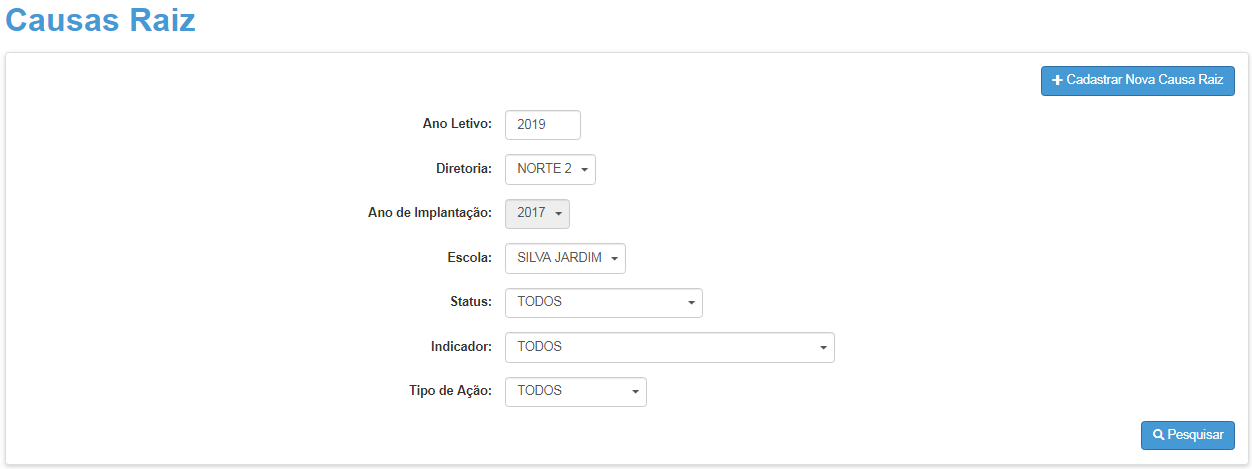 Causas Raiz
Cadastrar Nova Causa Raiz
Ano Letivo: 2019
Diretoria: NORTE 2
Ano de Implantação: 2017
Escola: SILVA JARDIM
Status: TODOS
Indicador: TODOS
Tipo de Ação: TODOS
Pesquisar